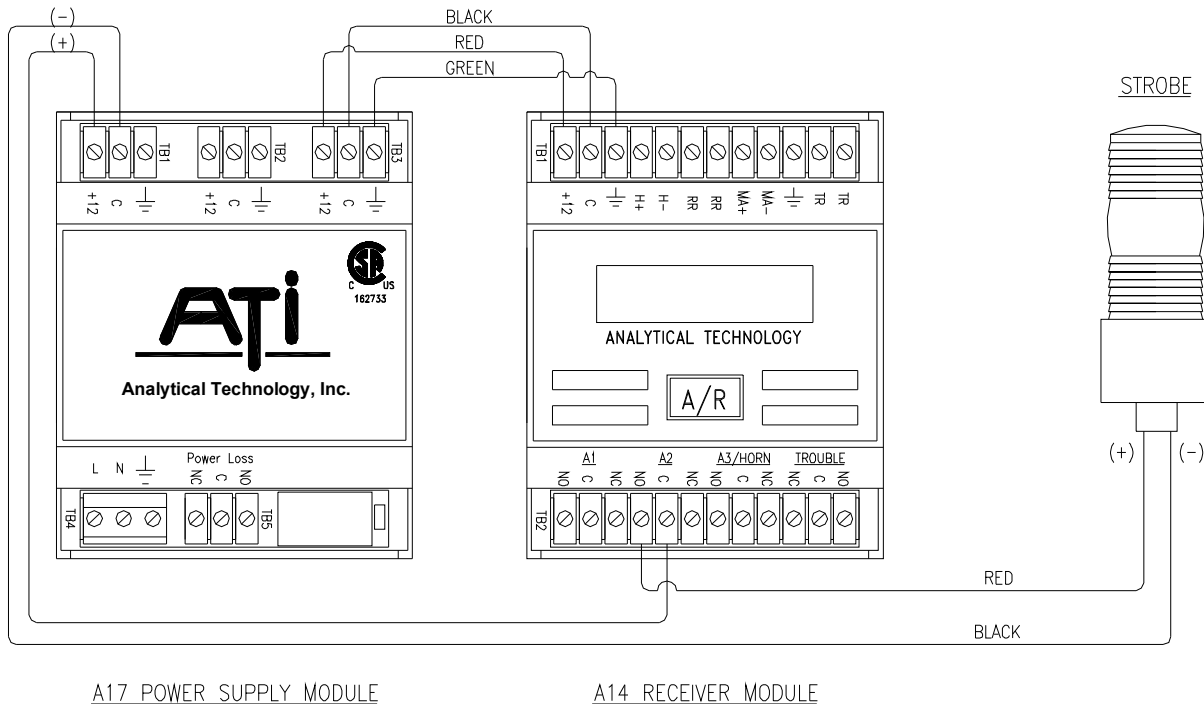 (-)
(+)
BLACK
RED
GREEN
STROBE
TB1 TB2 TB3
+12 C +12 C +12 C
TB1
+12 C H+ H- RR RR MA+ MA- TR TR
C US
162733
ATi
Analytical Technology, Inc.
ANALYTICAL TECHNOLOGY
A/R
L N
Power Loss
NC C NO
TB4 TB5
A1 A2 A3/HORN TROUBLE
NO C NC NO C NC NO C NC NC C NO
TB2
(+) (-)
RED
BLACK
A17 POWER SUPPLY MODULE
A14 RECEIVER MODULE